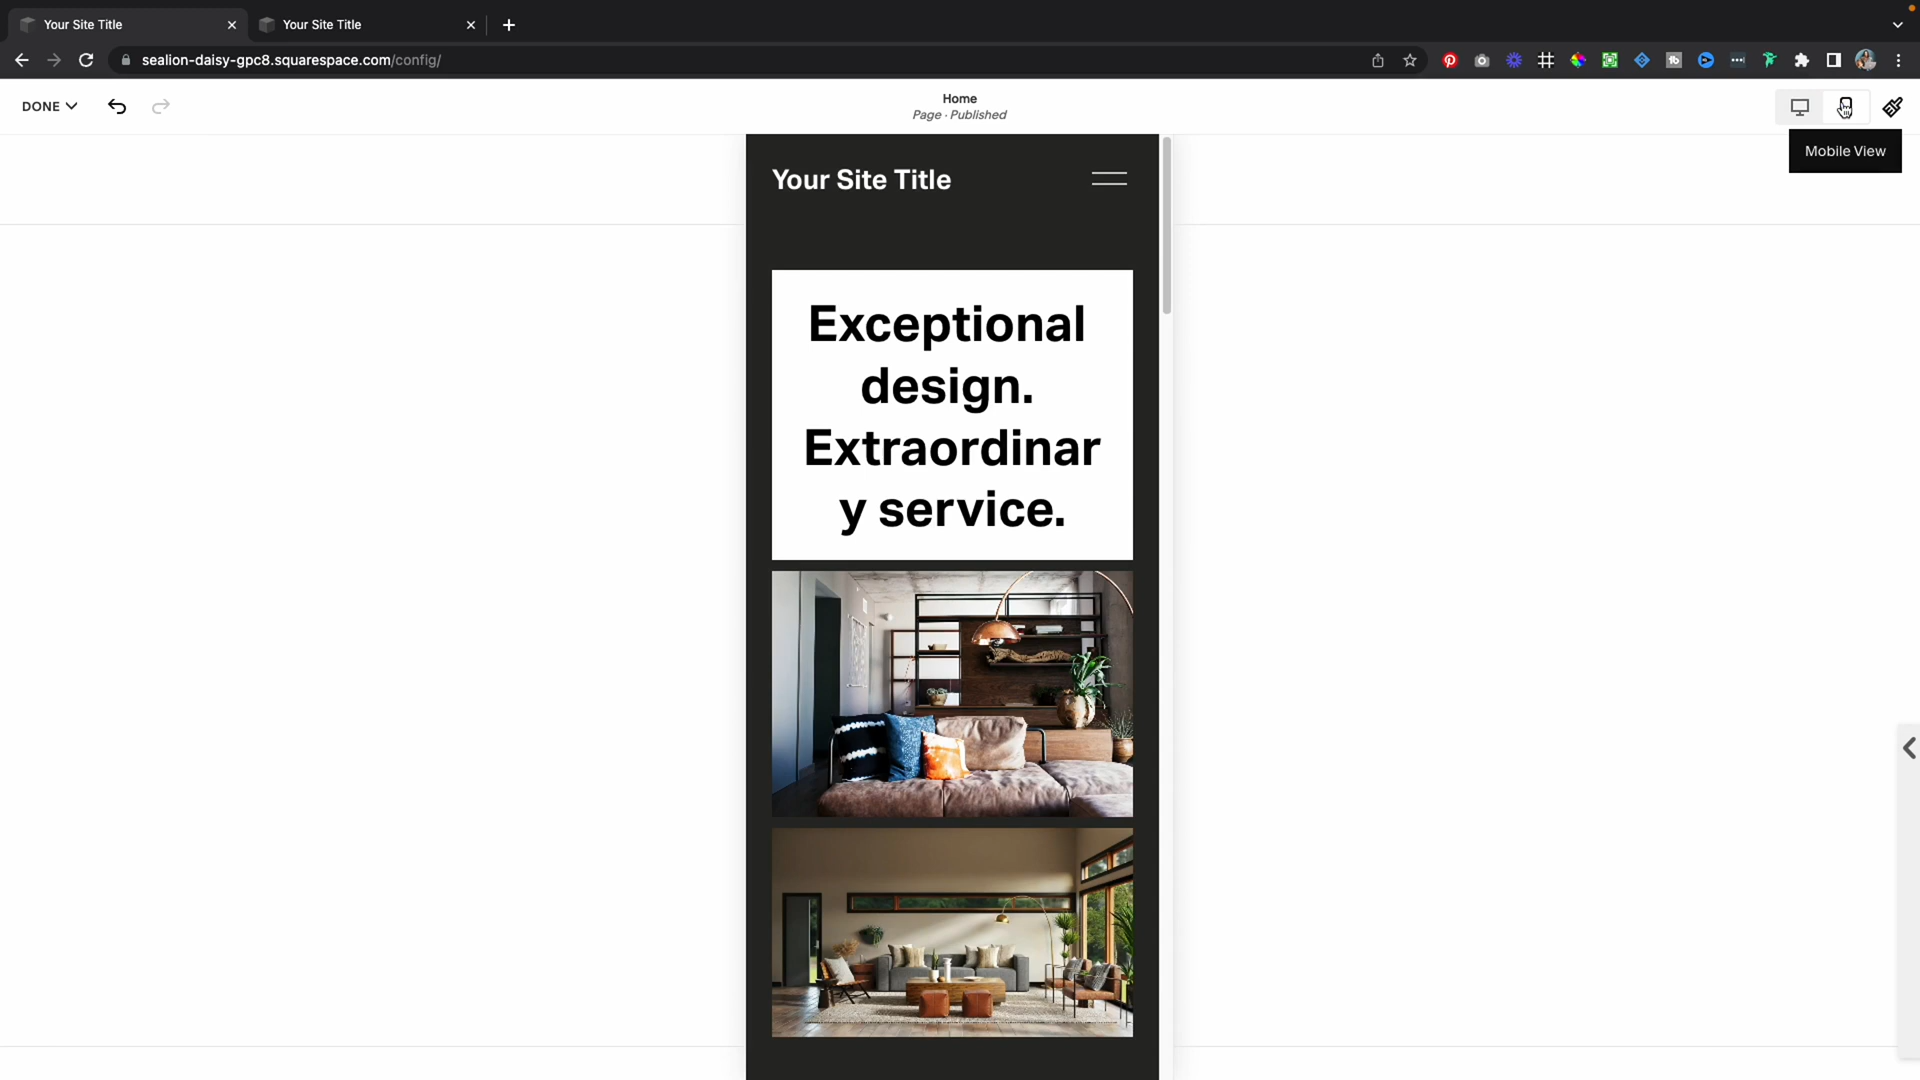 Your Site Title
Your Site Title
sealion-daisy-gpc8.squarespace.com/config/
DONE
Home
Page · Published
Mobile View
Your Site Title
Exceptional
design.
Extraordinar
y service.